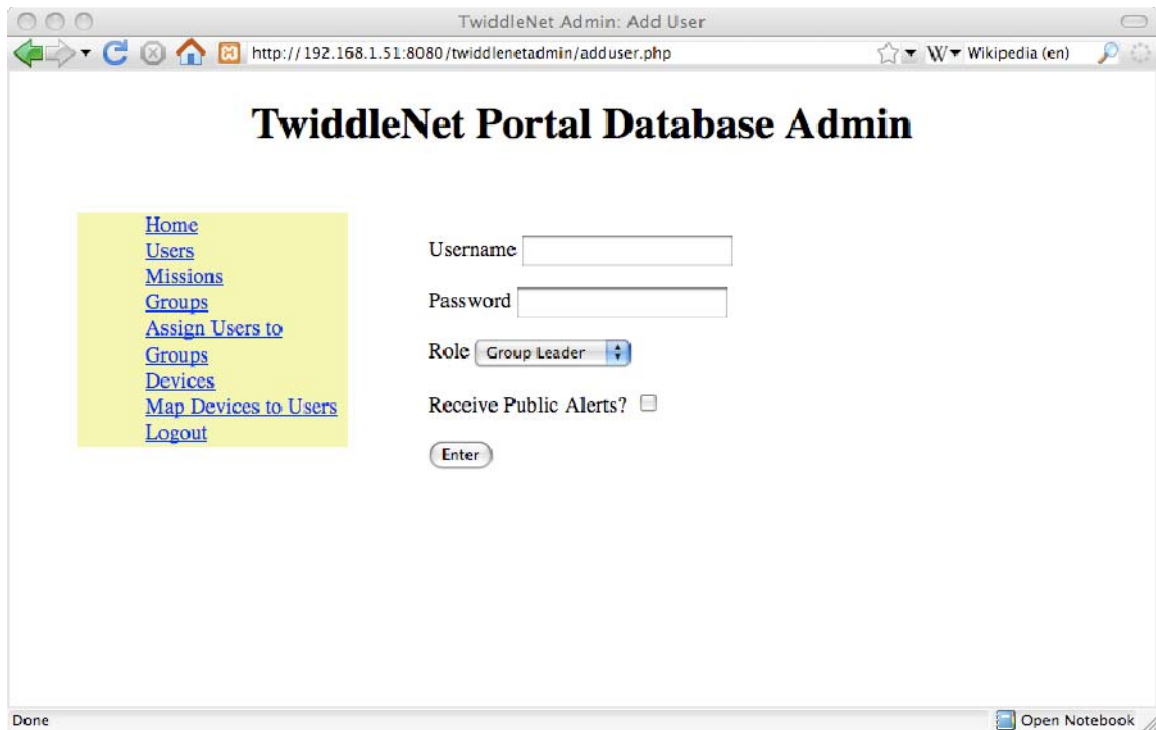 TwiddleNet Admin: Add User
http://192.168.1.51:8080/twiddlenetadmin/adduser.php
W Wikipedia (en)
TwiddleNet Portal Database Admin
Home
Users
Missions
Groups
Assign Users to
Groups
Devices
Map Devices to Users
Logout
Username
Password
Role Group Leader
Receive Public Alerts?
Enter
Done
Open Notebook